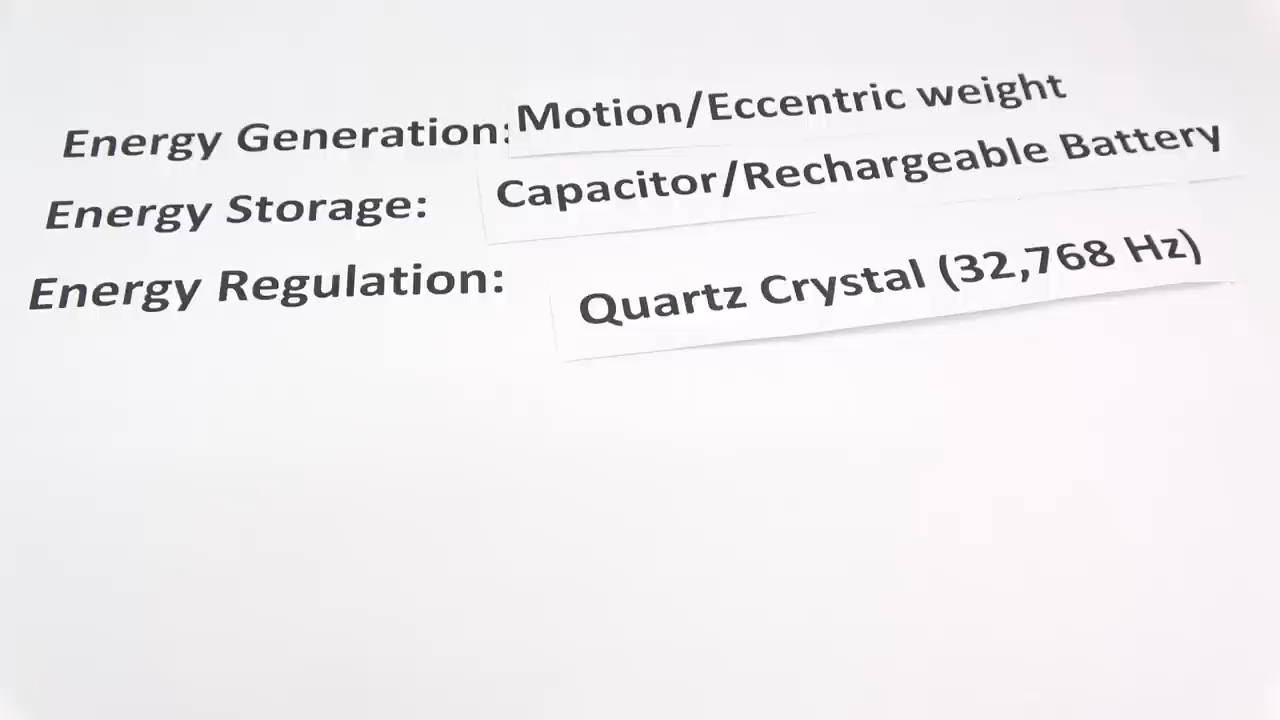 Energy Generation: Motion/Eccentric weight
Energy Storage: Capacitor/Rechargeable Battery
Energy Regulation: Quartz Crystal (32,768 Hz)